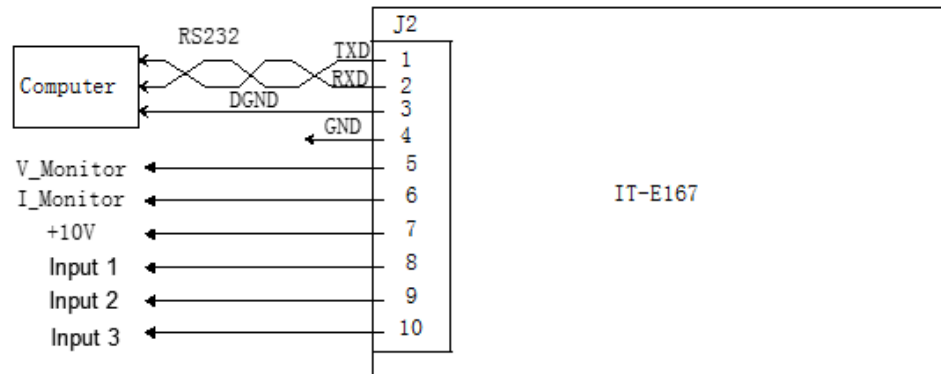 J2
RS232
TXD
1
Computer
RXD
2
DGND
3
GND
4
V_Monitor
5
I_Monitor
6
IT-E167
+10V
7
Input 1
8
Input 2
9
Input 3
10